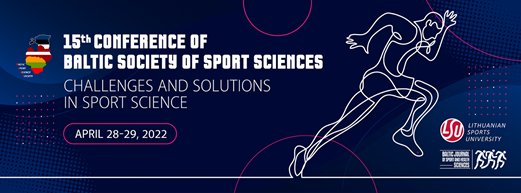 15th CONFERENCE OF
BALTIC SOCIETY OF SPORT SCIENCES
CHALLENGES AND SOLUTIONS
IN SPORT SCIENCE
APRIL 28-29, 2022
LSU
LITHUANIAN
SPORTS
UNIVERSITY
BALTIC JOURNAL
OF SPORT AND HEALTH
SCIENCES